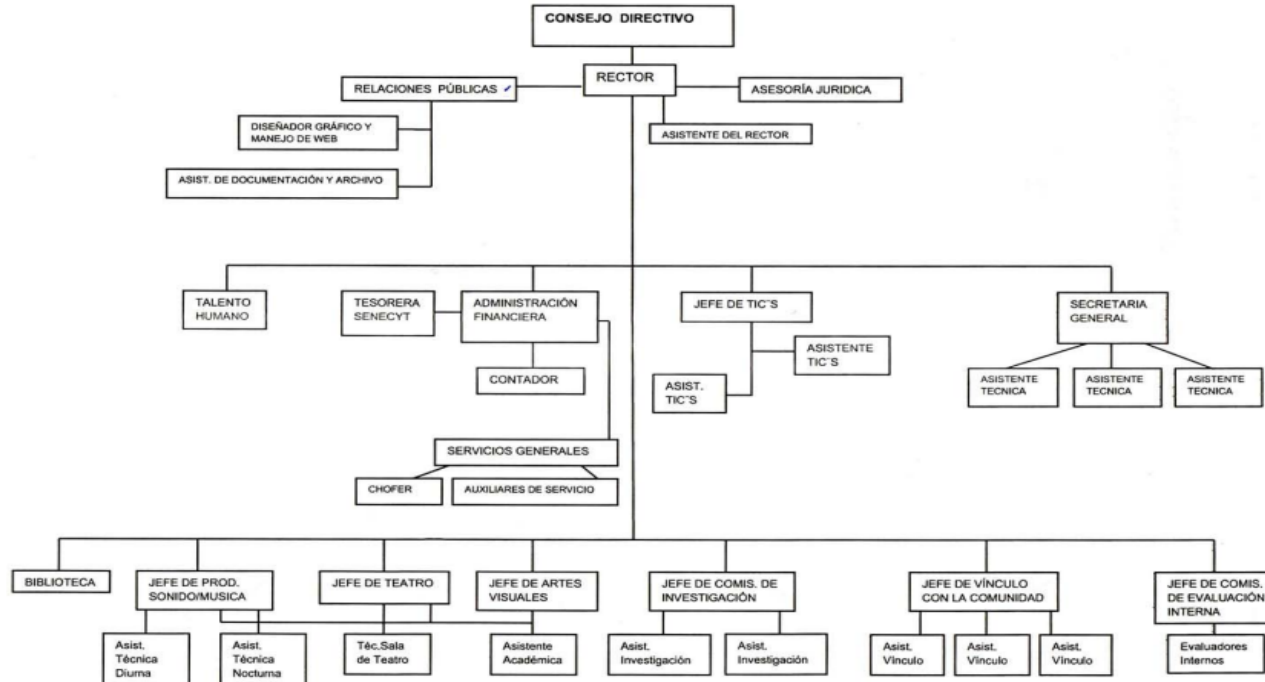 CONSEJO DIRECTIVO
RECTOR
RELACIONES PÚBLICAS
ASESORÍA JURIDICA
DISEÑADOR GRÁFICO Y
MANEJO DE WEB
ASISTENTE DEL RECTOR
ASIST. DE DOCUMENTACIÓN Y ARCHIVO
TALENTO
HUMANO
TESORERA
SENECYT
ADMINISTRACIÓN
FINANCIERA
JEFE DE TIC¨S
SECRETARIA
GENERAL
ASISTENTE
TIC¨S
CONTADOR
ASIST.
TIC¨S
ASISTENTE
TECNICA
ASISTENTE
TECNICA
ASISTENTE
TECNICA
SERVICIOS GENERALES
CHOFER
AUXILIARES DE SERVICIO
BIBLIOTECA
JEFE DE PROD.
SONIDO/MUSICA
JEFE DE TEATRO
JEFE DE ARTES
VISUALES
JEFE DE COMIS. DE
INVESTIGACIÓN
JEFE DE VÍNCULO
CON LA COMUNIDAD
JEFE DE COMIS.
DE EVALUACIÓN
INTERNA
Asist.
Técnica
Diurna
Asist.
Técnica
Nocturna
Téc.Sala
de Teatro
Asistente
Académica
Asist.
Investigación
Asist.
Investigación
Asist.
Vínculo
Asist.
Vínculo
Asist.
Vínculo
Evaluadores
Internos